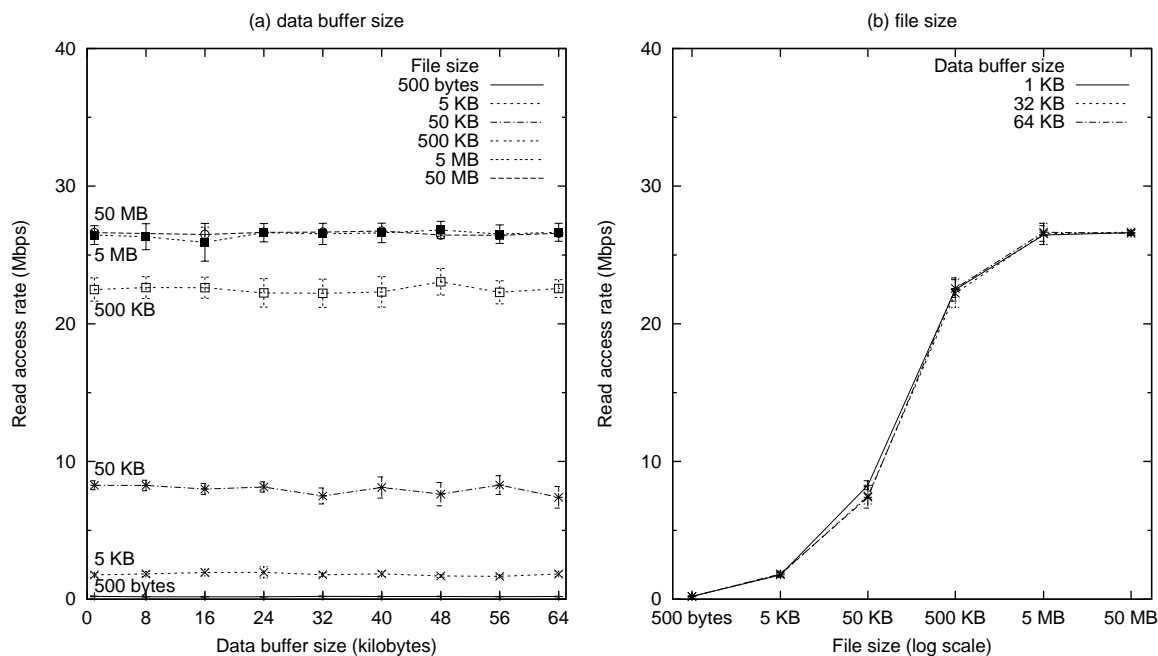 (a) data buffer size
Read access rate (Mbps)
40
30
20
10
0
File size
500 bytes
5 KB
50 KB
500 KB
5 MB
50 MB
50 MB
5 MB
500 KB
50 KB
5 KB
500 bytes
0 8 16 24 32 40 48 56 64
Data buffer size (kilobytes)
(b) file size
Read access rate (Mbps)
40
30
20
10
0
Data buffer size
1 KB
32 KB
64 KB
500 bytes 5 KB 50 KB 500 KB 5 MB 50 MB
File size (log scale)